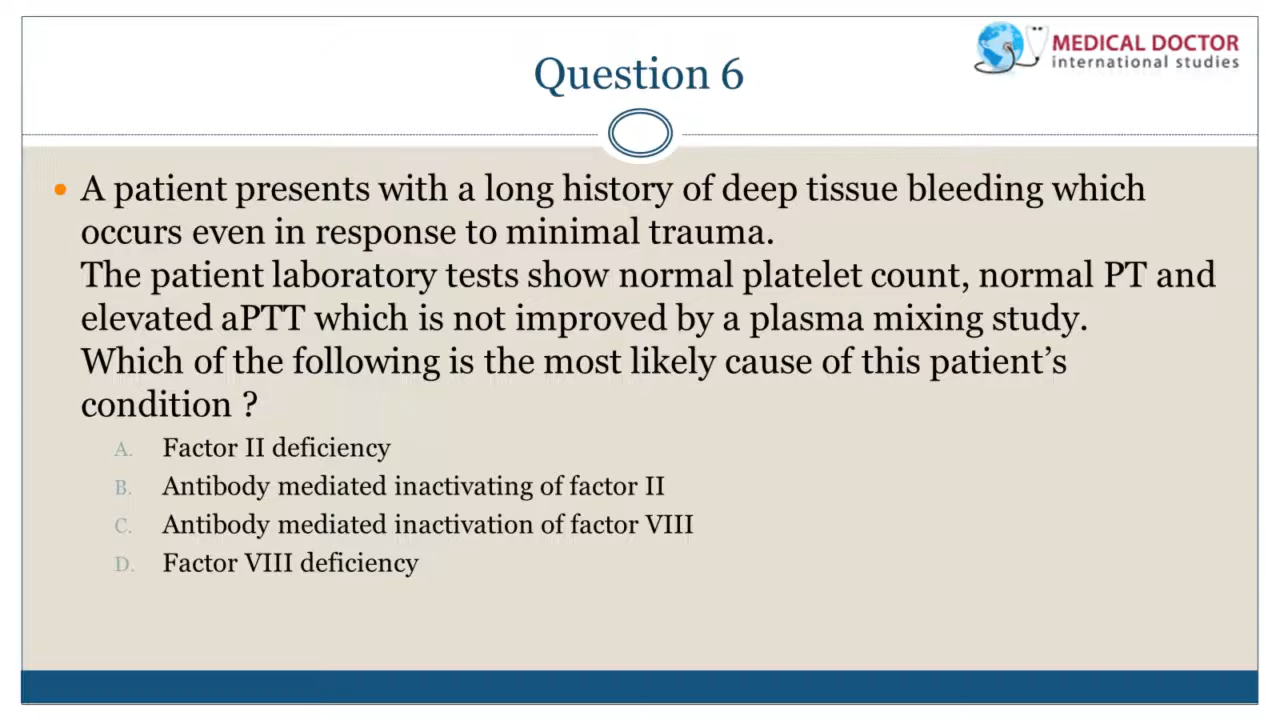 Question 6
MEDICAL DOCTOR
international studies
• A patient presents with a long history of deep tissue bleeding which
occurs even in response to minimal trauma.
The patient laboratory tests show normal platelet count, normal PT and
elevated aPTT which is not improved by a plasma mixing study.
Which of the following is the most likely cause of this patient’s
condition ?
A. Factor II deficiency
B. Antibody mediated inactivating of factor II
C. Antibody mediated inactivation of factor VIII
D. Factor VIII deficiency